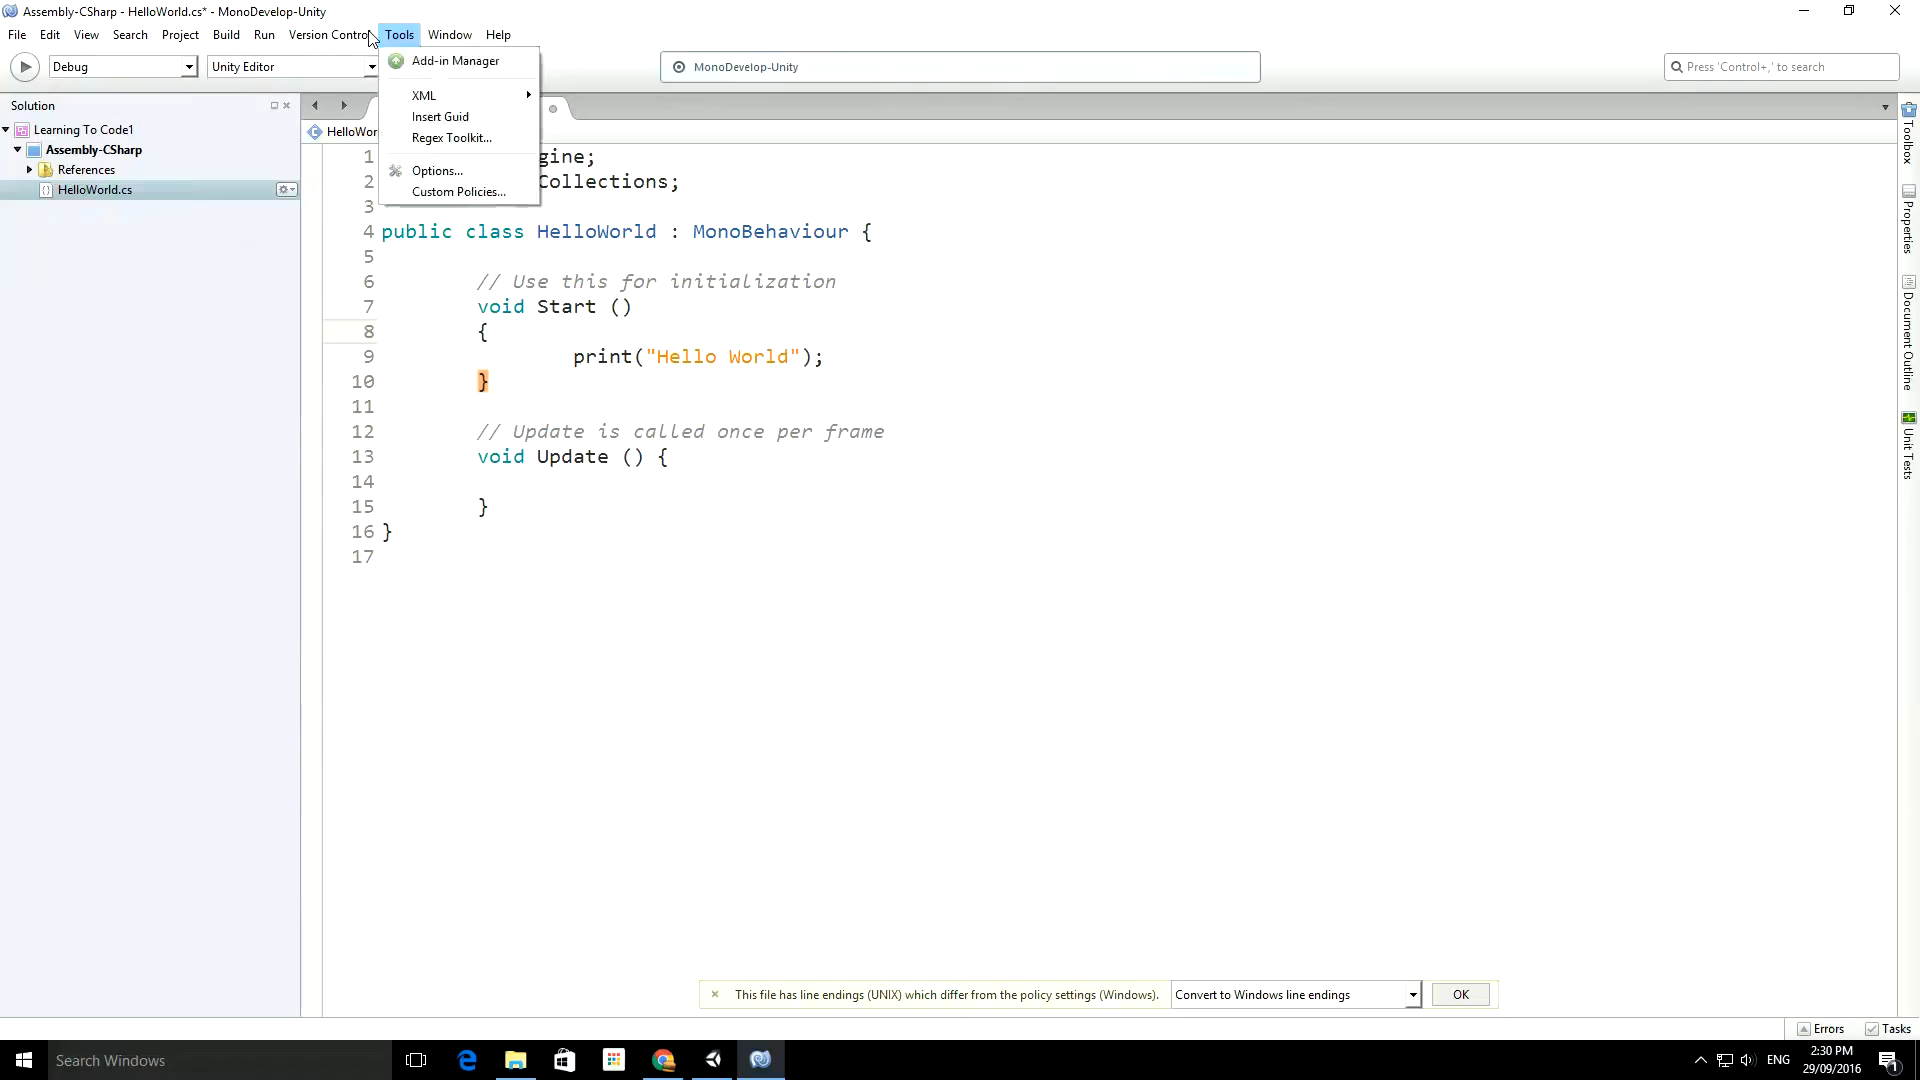 Assembly-CSharp - HelloWorld.cs* - MonoDevelop-Unity
File Edit View Search Project Build Run Version Contro Tools Window Help
Debug Unity Editor MonoDevelop-Unity Press 'Control+,' to search
Add-in Manager
XML
Insert Guid
Regex Toolkit...
Options...
Custom Policies...
Solution
Learning To Code1
Assembly-CSharp
References
HelloWorld.cs
HelloWor
1 gine;
2 Collections;
3
4 public class HelloWorld : MonoBehaviour {
5
6 // Use this for initialization
7 void Start ()
8 {
9 print("Hello World");
10 }
11
12 // Update is called once per frame
13 void Update () {
14
15 }
16 }
17
Toolbox
Properties
Document Outline
Unit Tests
This file has line endings (UNIX) which differ from the policy settings (Windows). Convert to Windows line endings OK
Errors Tasks
Search Windows
ENG
2:30 PM
29/09/2016
1